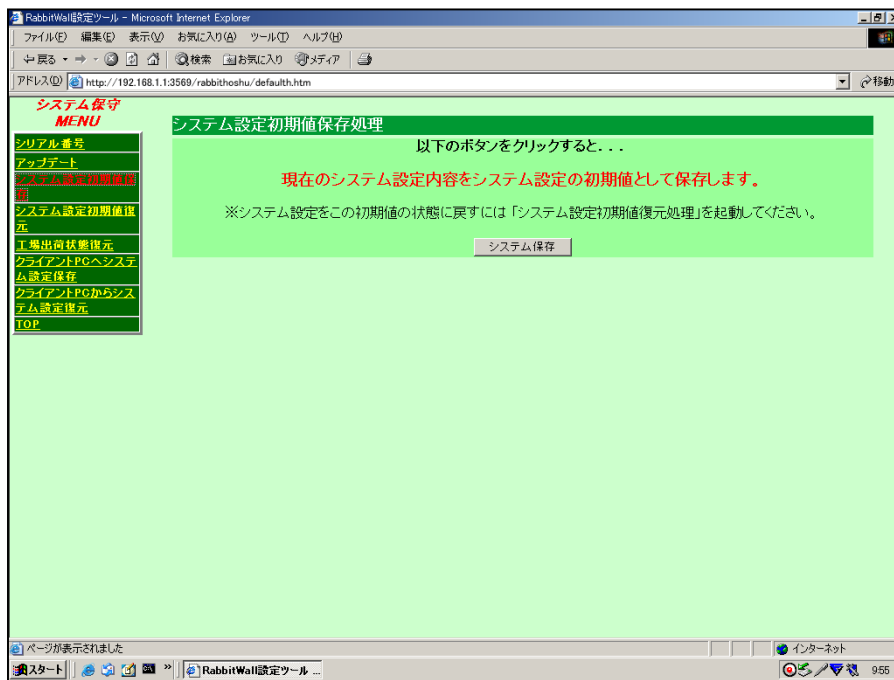 RabbitWall設定ツール - Microsoft Internet Explorer
ファイル(F) 編集(E) 表示(V) お気に入り(A) ツール(T) ヘルプ(H)
戻る 検索 お気に入り メディア
アドレス(D) http://192.168.1.1:3569/rabbithoshu/defaulth.htm 移動
システム保守
MENU
シリアル番号
アップデート
システム設定初期値保
存
システム設定初期値復
元
工場出荷状態復元
クライアントPCへシステ
ム設定保存
クライアントPCからシス
テム設定復元
TOP
システム設定初期値保存処理
以下のボタンをクリックすると...
現在のシステム設定内容をシステム設定の初期値として保存します。
※システム設定をこの初期値の状態に戻すには「システム設定初期値復元処理」を起動してください。
システム保存
ページが表示されました インターネット
スタート » RabbitWall設定ツール ... 9:55